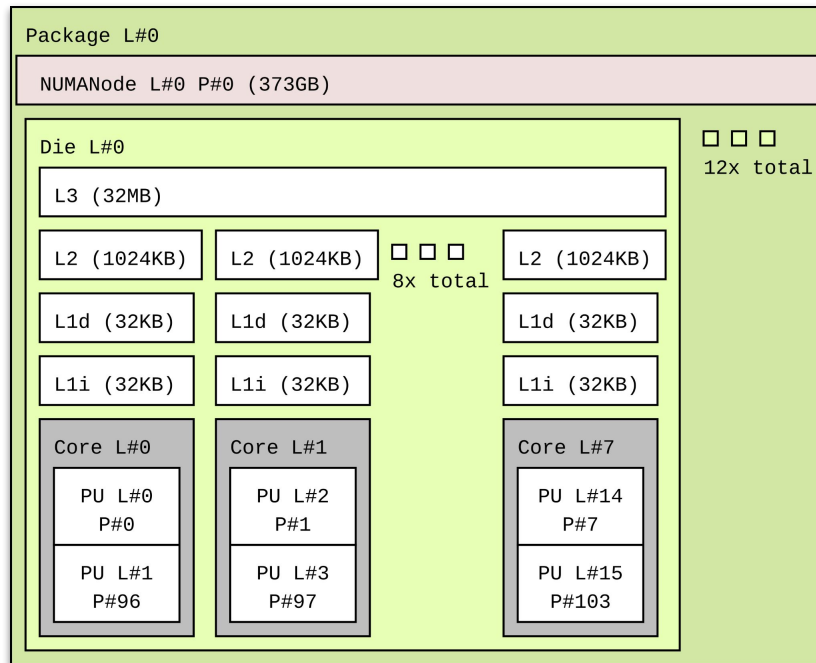 Package L#0
NUMANode L#0 P#0 (373GB)
Die L#0
12x total
L3 (32MB)
L2 (1024KB)
L2 (1024KB)
8x total
L2 (1024KB)
L1d (32KB)
L1d (32KB)
L1d (32KB)
L1i (32KB)
L1i (32KB)
L1i (32KB)
Core L#0
Core L#1
Core L#7
PU L#0
P#0
PU L#2
P#1
PU L#14
P#7
PU L#1
P#96
PU L#3
P#97
PU L#15
P#103